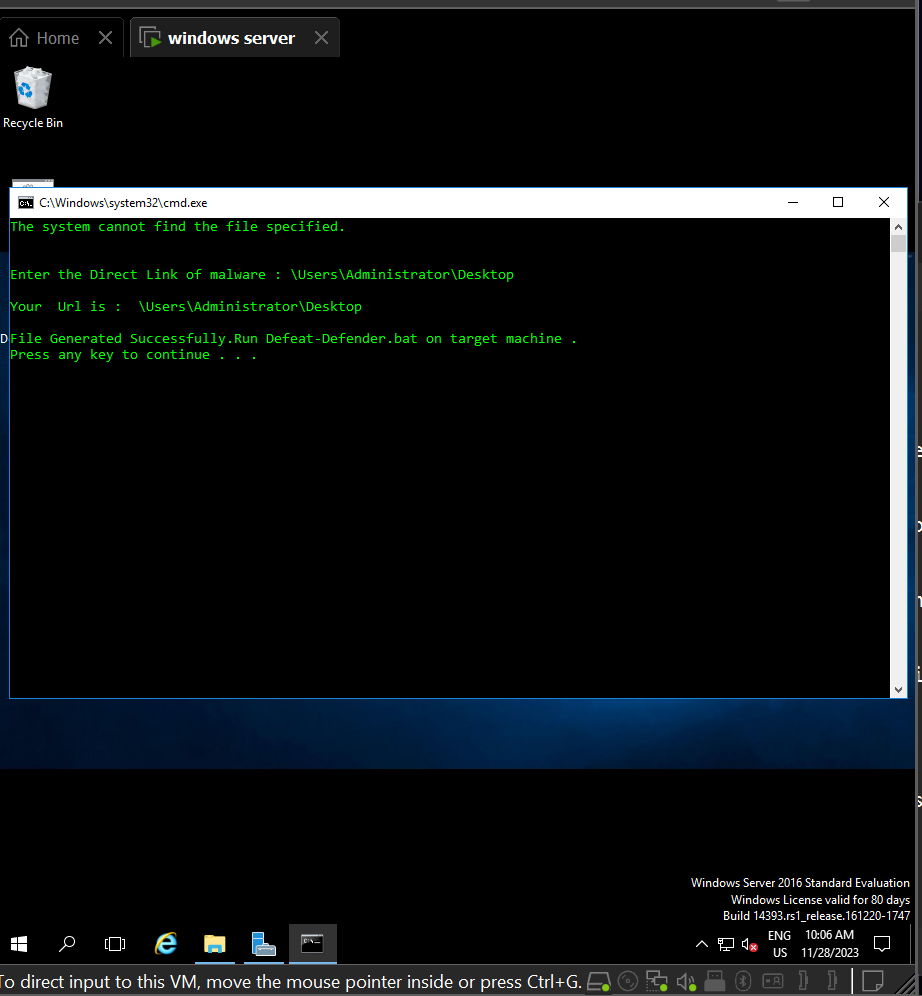 Home
windows server
Recycle Bin
C:\Windows\system32\cmd.exe
The system cannot find the file specified.
Enter the Direct Link of malware : \Users\Administrator\Desktop
Your  Url is :  \Users\Administrator\Desktop
D
File Generated Successfully.Run Defeat-Defender.bat on target machine .
Press any key to continue . . .
Windows Server 2016 Standard Evaluation
Windows License valid for 80 days
Build 14393.rs1_release.161220-1747
ENG
US
10:06 AM
11/28/2023
To direct input to this VM, move the mouse pointer inside or press Ctrl+G.